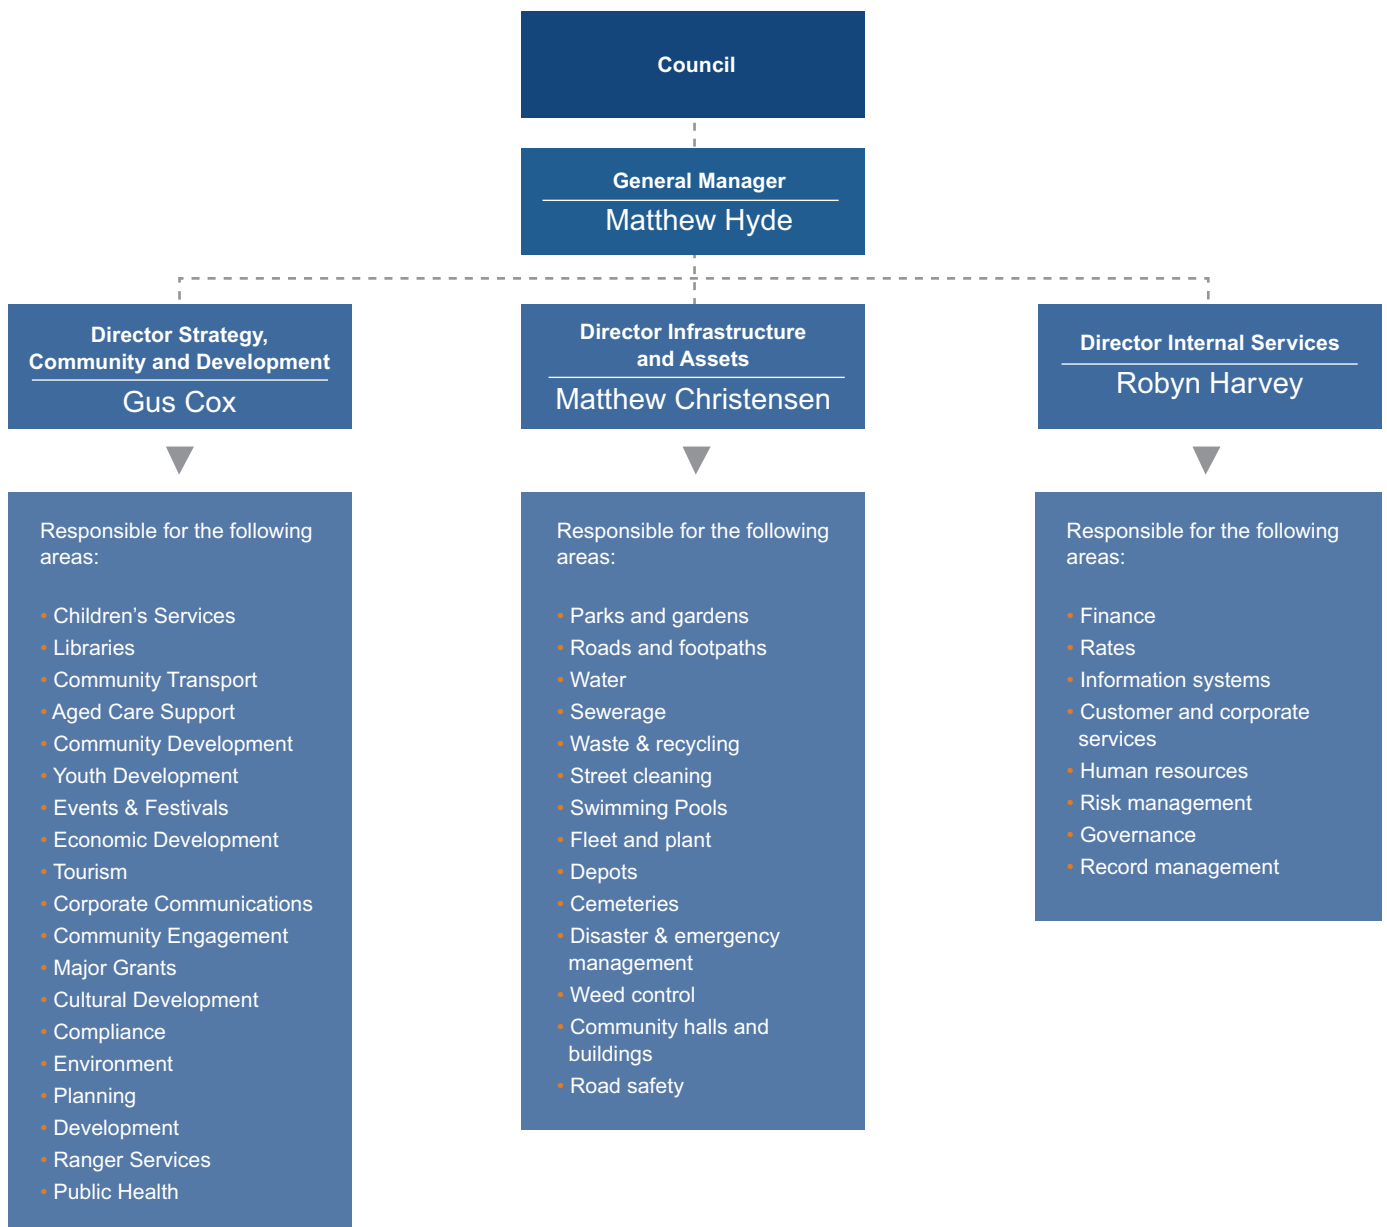 Council
General Manager
Matthew Hyde
Director Strategy,
Community and Development
Gus Cox
Director Infrastructure
and Assets
Matthew Christensen
Director Internal Services
Robyn Harvey
Responsible for the following
areas:
• Children’s Services
• Libraries
• Community Transport
• Aged Care Support
• Community Development
• Youth Development
• Events & Festivals
• Economic Development
• Tourism
• Corporate Communications
• Community Engagement
• Major Grants
• Cultural Development
• Compliance
• Environment
• Planning
• Development
• Ranger Services
• Public Health
Responsible for the following
areas:
• Parks and gardens
• Roads and footpaths
• Water
• Sewerage
• Waste & recycling
• Street cleaning
• Swimming Pools
• Fleet and plant
• Depots
• Cemeteries
• Disaster & emergency
management
• Weed control
• Community halls and
buildings
• Road safety
Responsible for the following
areas:
• Finance
• Rates
• Information systems
• Customer and corporate
services
• Human resources
• Risk management
• Governance
• Record management